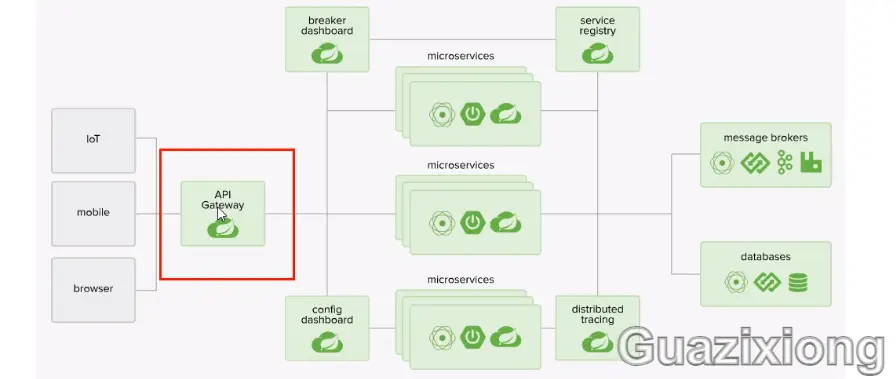 breaker
dashboard
service
registry
microservices
IoT
mobile
browser
API
Gateway
microservices
message brokers
databases
config
dashboard
microservices
distributed
tracing
Guazixiong